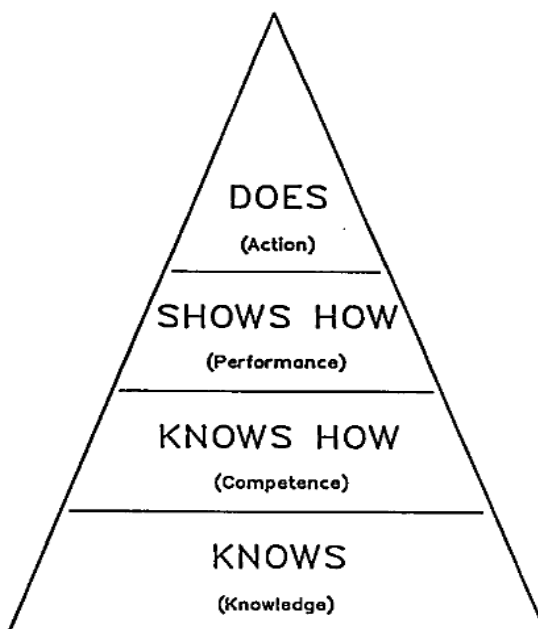 DOES
(Action)
SHOWS HOW
(Performance)
KNOWS HOW
(Competence)
KNOWS
(Knowledge)